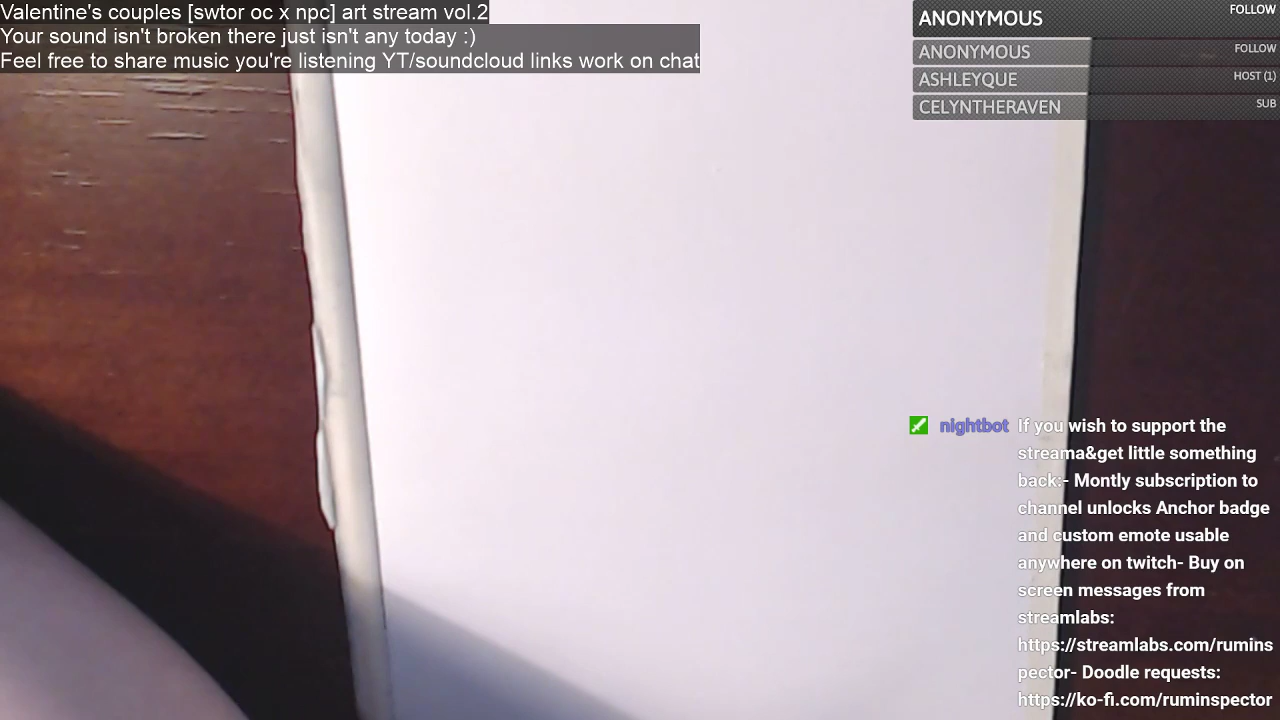 Valentine's couples [swtor oc x npc] art stream vol.2
Your sound isn't broken there just isn't any today :)
Feel free to share music you're listening YT/soundcloud links work on chat
ANONYMOUS FOLLOW
ANONYMOUS FOLLOW
ASHLEYQUE HOST (1)
CELYNTHERAVEN SUB
nightbot If you wish to support the
streama&get little something
back:- Montly subscription to
channel unlocks Anchor badge
and custom emote usable
anywhere on twitch- Buy on
screen messages from
streamlabs:
https://streamlabs.com/rumins
pector- Doodle requests:
https://ko-fi.com/ruminspector